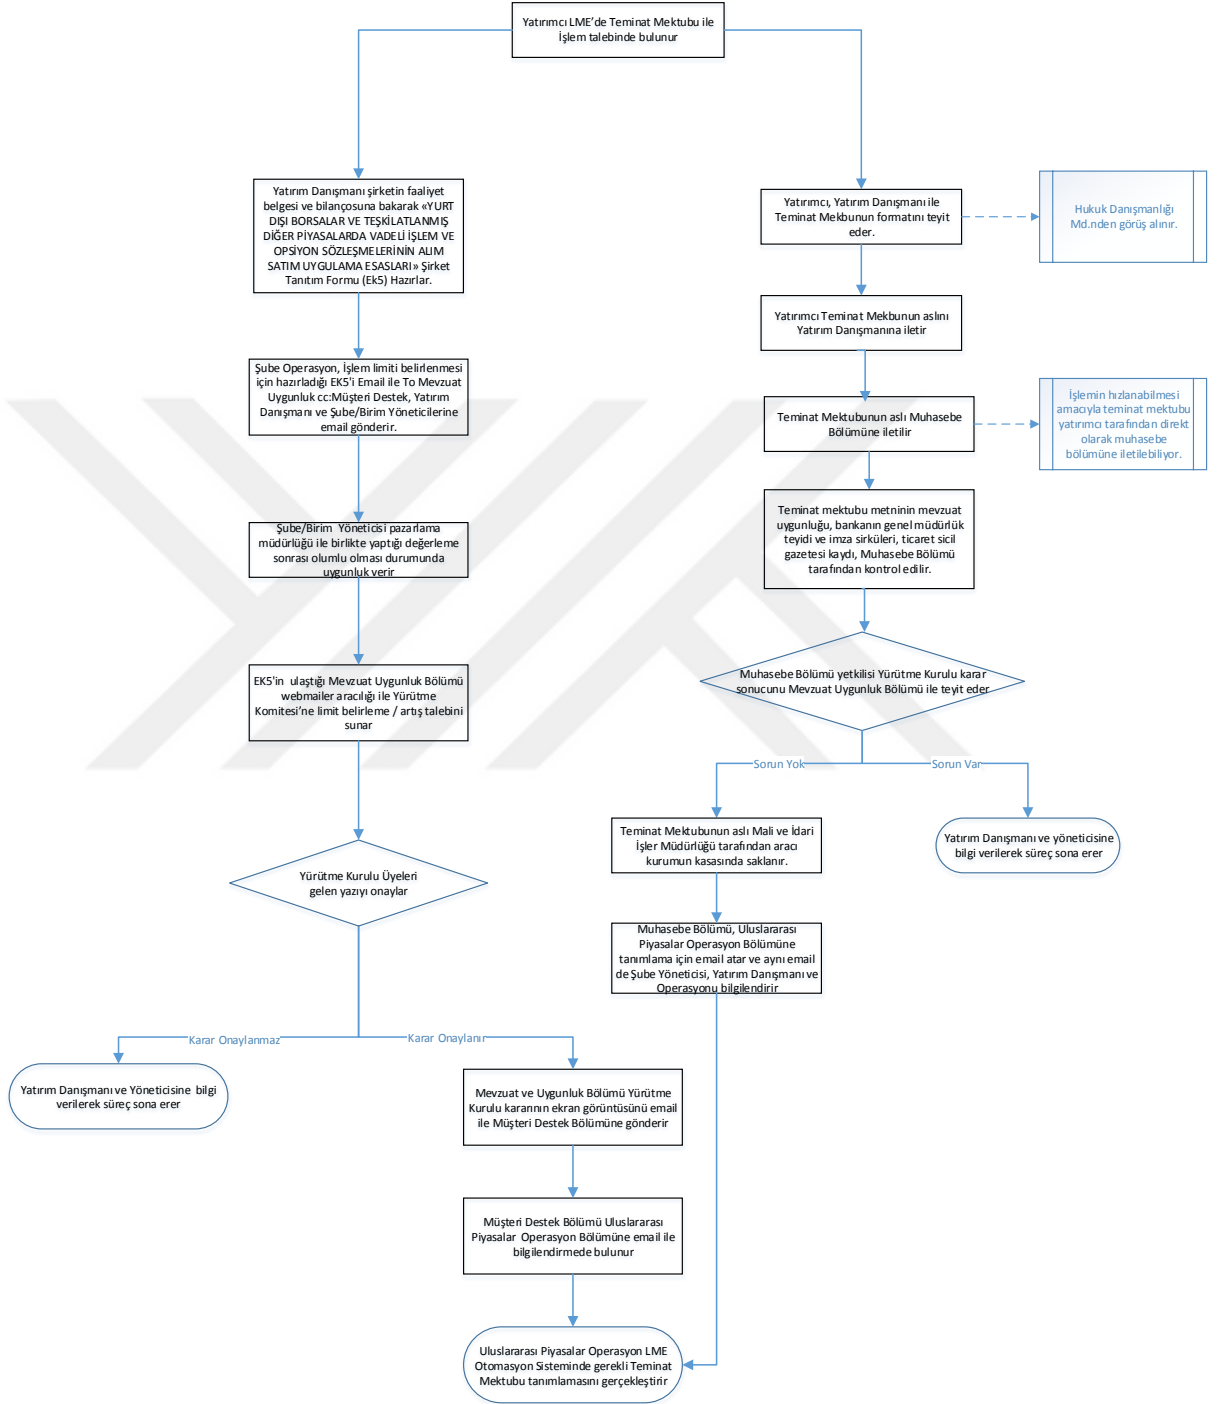 Yatırımcı LME'de Teminat Mektubu ile
İşlem talebinde bulunur
Yatırım Danışmanı şirketin faaliyet
belgesi ve bilançosuna bakarak «YURT
DIŞI BORSALAR VE TEŞKİLATLANMIŞ
DİĞER PİYASALARDA VADELİ İŞLEM VE
OPSİYON SÖZLEŞMELERİNİN ALIM
SATIM UYGULAMA ESASLARI» Şirket
Tanıtım Formu (Ek5) Hazırlar.
Şube Operasyon, İşlem limiti belirlenmesi
için hazırladığı EK5'i Email ile To Mevzuat
Uygunluk cc:Müşteri Destek, Yatırım
Danışmanı ve Şube/Birim Yöneticilerine
email gönderir.
Şube/Birim Yöneticisi pazarlama
müdürlüğü ile birlikte yaptığı değerleme
sonrası olumlu olması durumunda
uygunluk verir
EK5'in ulaştığı Mevzuat Uygunluk Bölümü
webmailer aracılığı ile Yürütme
Komitesi'ne limit belirleme / artış talebini
sunar
Yürütme Kurulu Üyeleri
gelen yazıyı onaylar
Karar Onaylanmaz
Karar Onaylanır
Yatırım Danışmanı ve Yöneticisine bilgi
verilerek süreç sona erer
Mevzuat ve Uygunluk Bölümü Yürütme
Kurulu kararının ekran görüntüsünü email
ile Müşteri Destek Bölümüne gönderir
Müşteri Destek Bölümü Uluslararası
Piyasalar Operasyon Bölümüne email ile
bilgilendirmede bulunur
Uluslararası Piyasalar Operasyon LME
Otomasyon Sisteminde gerekli Teminat
Mektubu tanımlamasını gerçekleştirir
Yatırımcı, Yatırım Danışmanı ile
Teminat Mekbunun formatını teyit
eder.
Hukuk Danışmanlığı
Md.nden görüş alınır.
Yatırımcı Teminat Mekbunun aslını
Yatırım Danışmanına iletir
Teminat Mektubunun aslı Muhasebe
Bölümüne iletilir
İşlemin hızlanabilmesi
amacıyla teminat mektubu
yatırımcı tarafından direkt
olarak muhasebe
bölümüne iletilebiliyor.
Teminat mektubu metninin mevzuat
uygunluğu, bankanın genel müdürlük
teyidi ve imza sirküleri, ticaret sicil
gazetesi kaydı, Muhasebe Bölümü
tarafından kontrol edilir.
Muhasebe Bölümü yetkilisi Yürütme Kurulu karar
sonucunu Mevzuat Uygunluk Bölümü ile teyit eder
Sorun Yok
Sorun Var
Teminat Mektubunun aslı Mali ve İdari
İşler Müdürlüğü tarafından aracı
kurumun kasasında saklanır.
Yatırım Danışmanı ve yöneticisine
bilgi verilerek süreç sona erer
Muhasebe Bölümü, Uluslararası
Piyasalar Operasyon Bölümüne
tanımlama için email atar ve aynı email
de Şube Yöneticisi, Yatırım Danışmanı ve
Operasyonu bilgilendirir